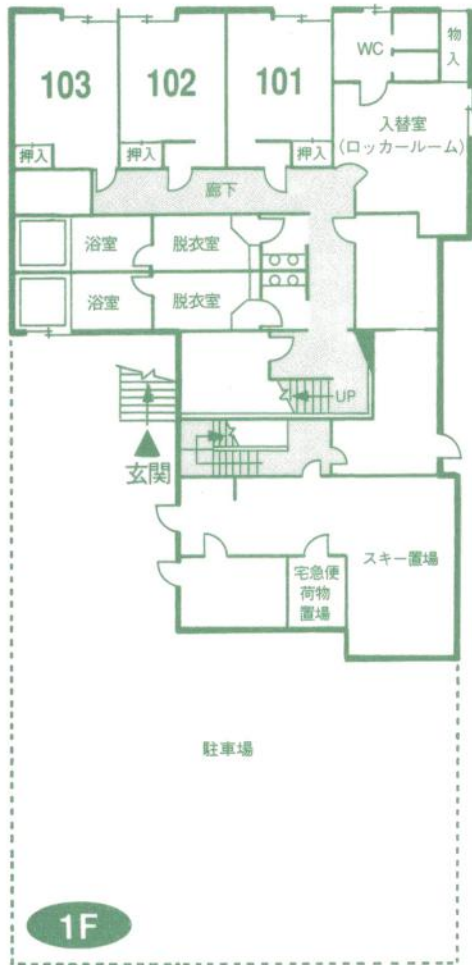 物
入
WC
103
102
101
入替室
(ロッカールーム)
押入
押入
押入
廊下
浴室
脱衣室
浴室
脱衣室
UP
玄関
スキー置場
宅急便
荷物
置場
駐車場
1F